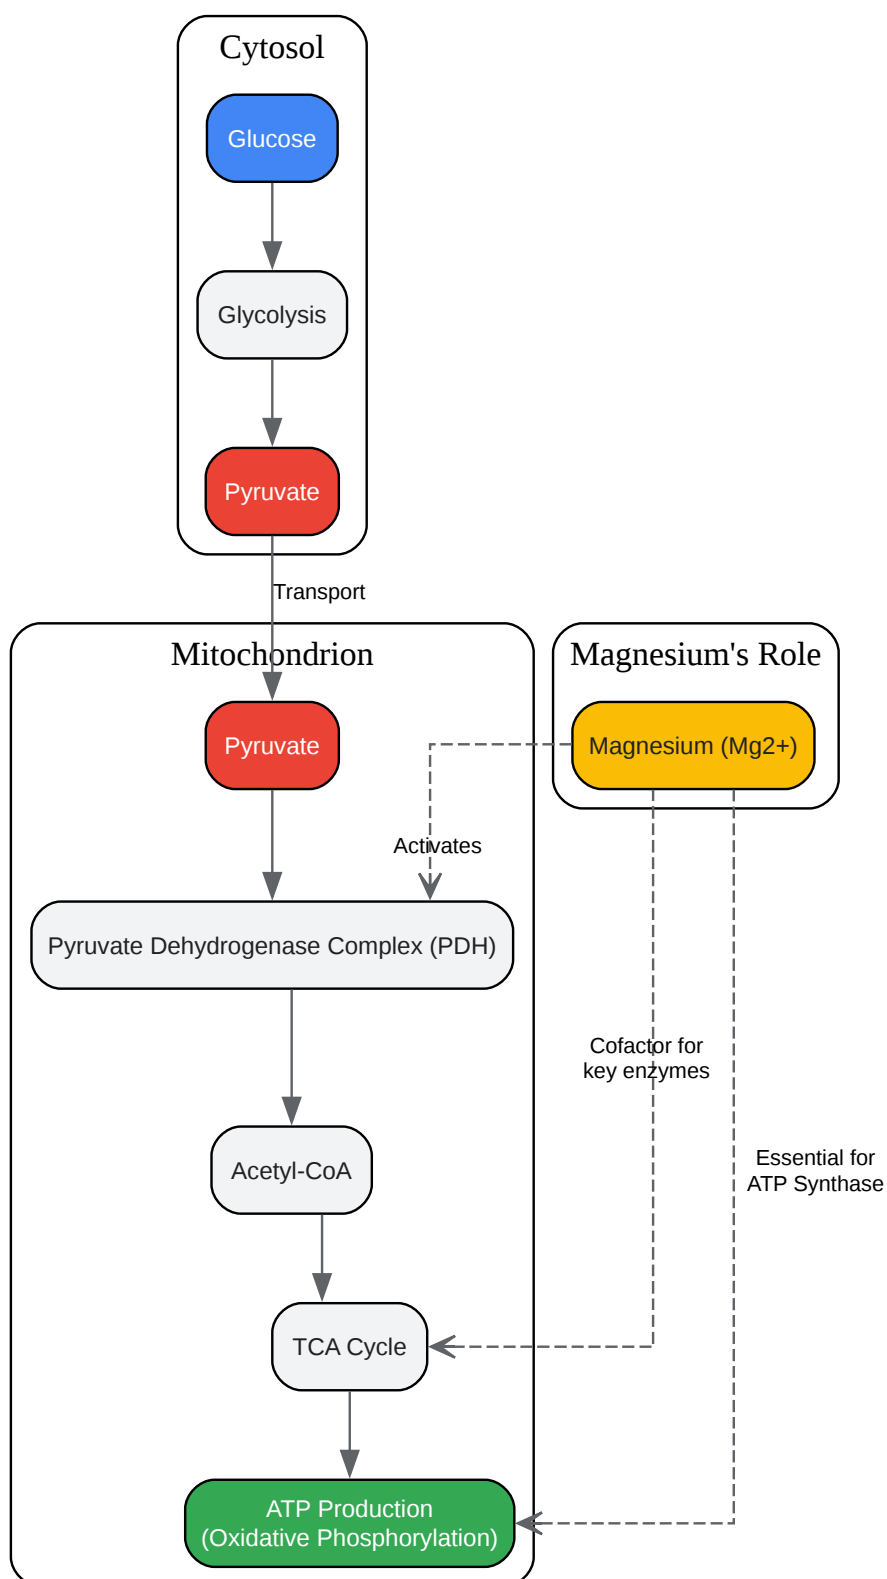 Cytosol
Glucose
Glycolysis
Pyruvate
Transport
Mitochondrion
Magnesium's Role
Pyruvate
Magnesium (Mg2+)
Activates
Pyruvate Dehydrogenase Complex (PDH)
Cofactor for
key enzymes
Acetyl-CoA
Essential for
ATP Synthase
TCA Cycle
ATP Production
(Oxidative Phosphorylation)